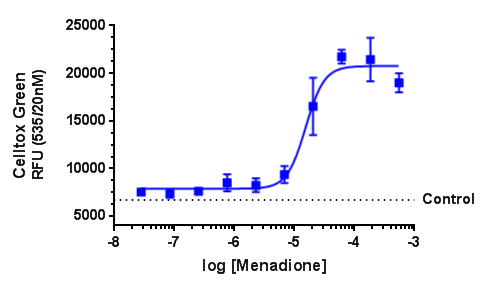 Celltox Green
RFU (535/20nM)
25000
20000
15000
10000
5000
Control
-8
-7
-6
-5
-4
-3
log [Menadione]